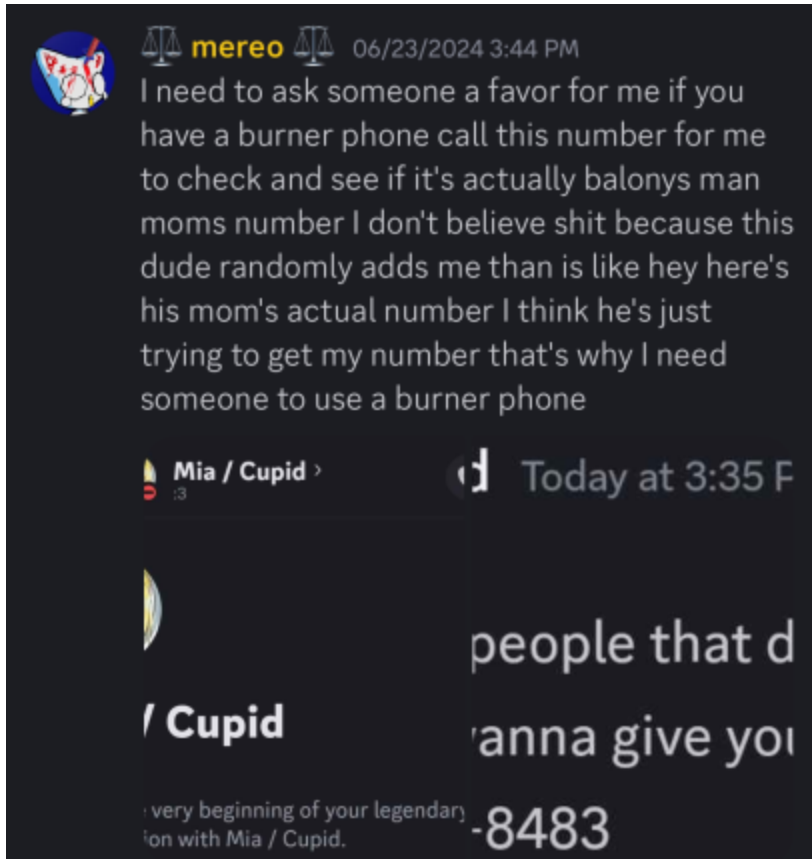 mereo 06/23/2024 3:44 PM
I need to ask someone a favor for me if you
have a burner phone call this number for me
to check and see if it's actually balonys man
moms number I don't believe shit because this
dude randomly adds me than is like hey here's
his mom's actual number I think he's just
trying to get my number that's why I need
someone to use a burner phone
Mia / Cupid ›
:3
/ Cupid
very beginning of your legendary
ion with Mia / Cupid.
d Today at 3:35 P
people that d
anna give you
-8483